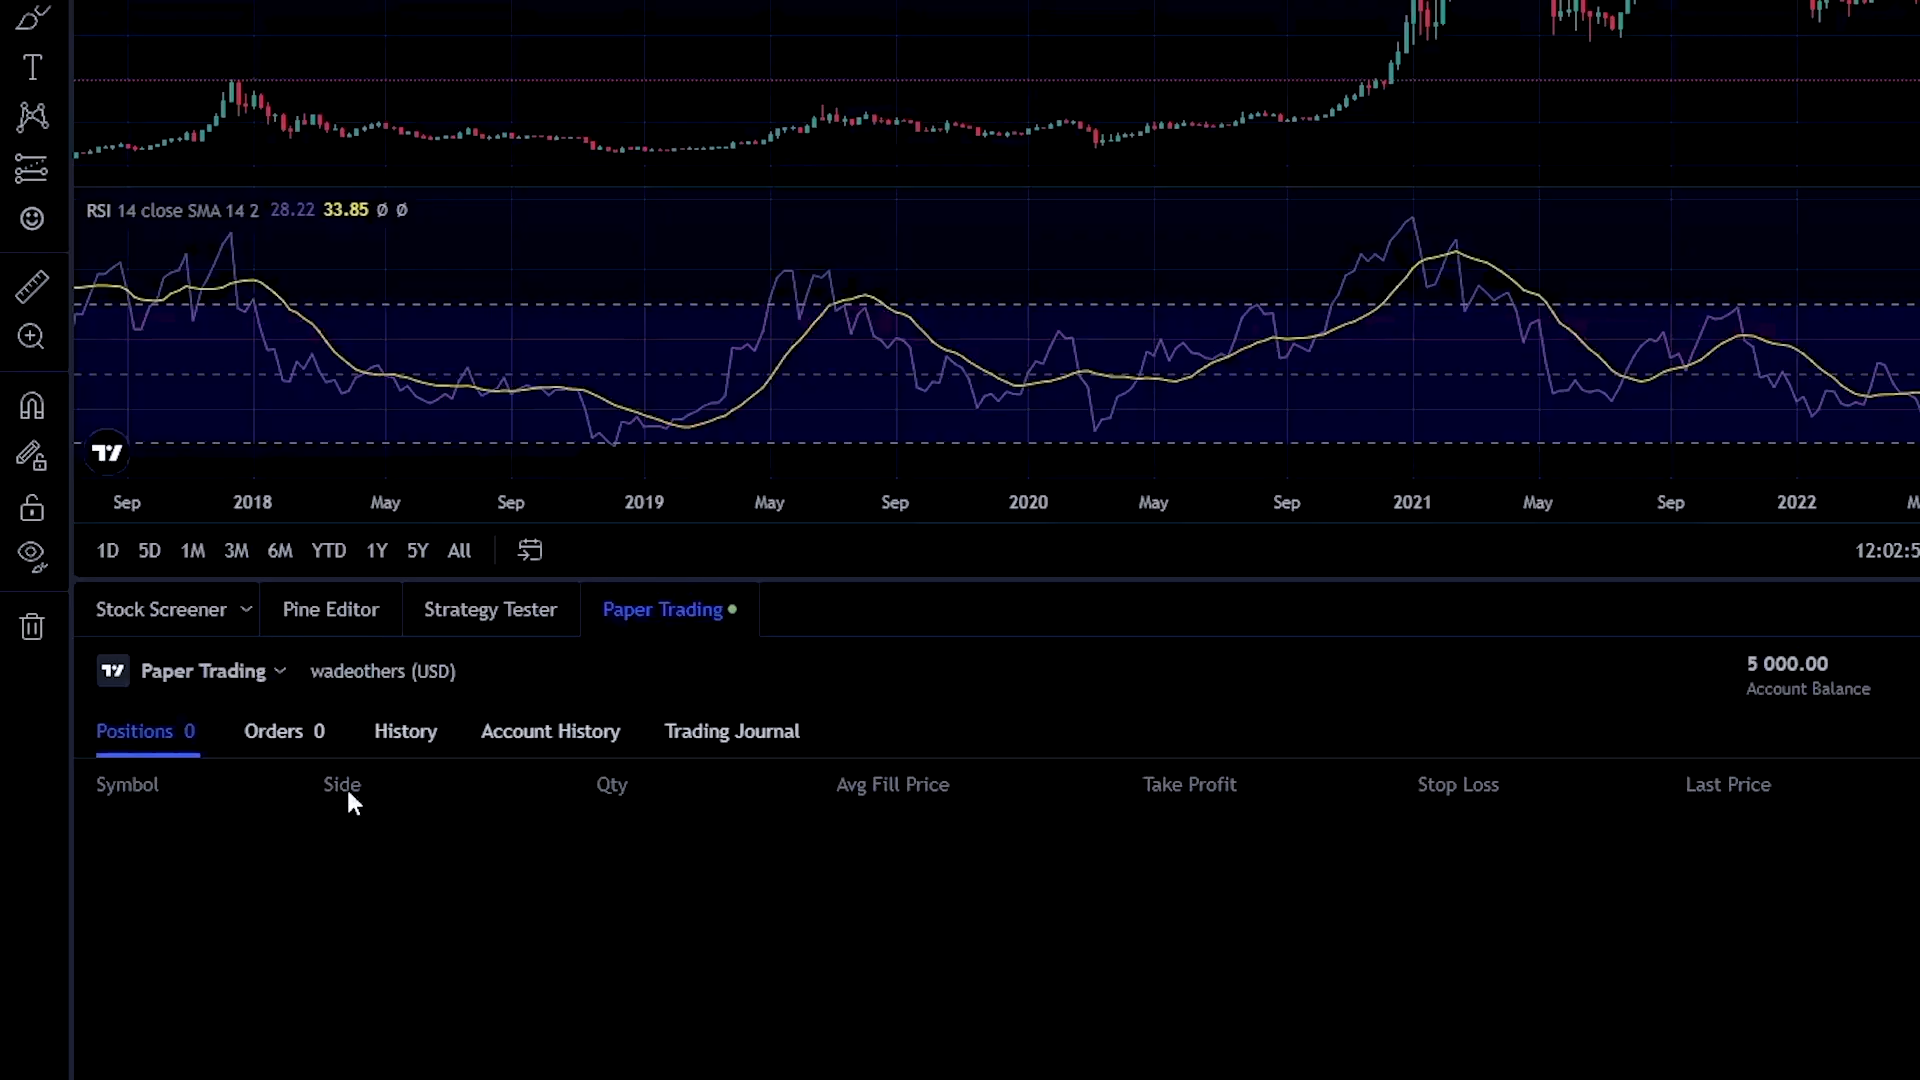 RSI 14 close SMA 14 2 28.22 33.85 Ø Ø
Sep 2018 May Sep 2019 May Sep 2020 May Sep 2021 May Sep 2022
1D 5D 1M 3M 6M YTD 1Y 5Y All 12:02:5
Stock Screener Pine Editor Strategy Tester Paper Trading
Paper Trading wadeothers (USD) 5 000.00
Account Balance
Positions 0 Orders 0 History Account History Trading Journal
Symbol Side Qty Avg Fill Price Take Profit Stop Loss Last Price